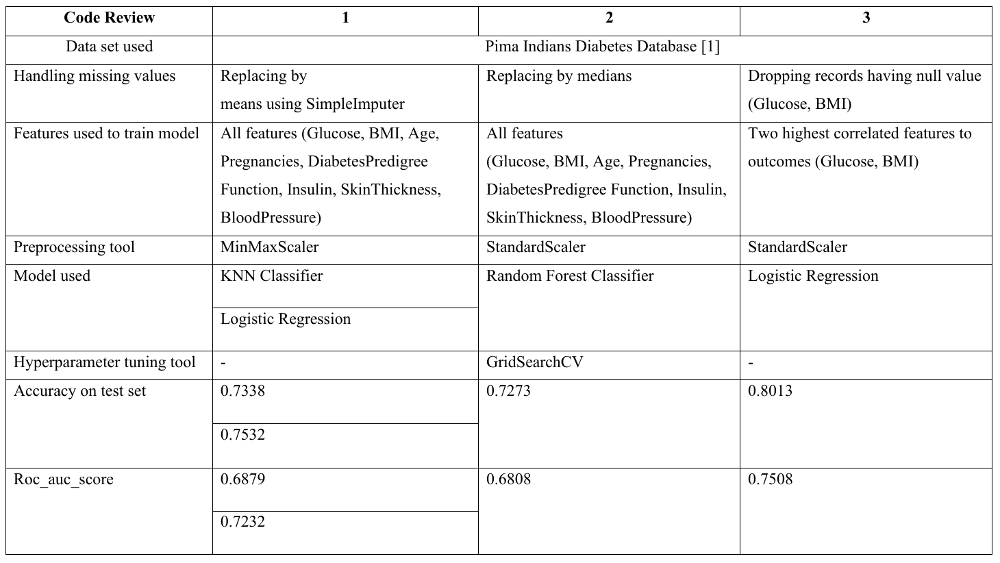 Code Review 1 2 3
Data set used Pima Indians Diabetes Database [1]
Handling missing values Replacing by Replacing by medians Dropping records having null value
means using SimpleImputer (Glucose, BMI)
Features used to train model All features (Glucose, BMI, Age, All features Two highest correlated features to
Pregnancies, DiabetesPredigree (Glucose, BMI, Age, Pregnancies, outcomes (Glucose, BMI)
Function, Insulin, SkinThickness, DiabetesPredigree Function, Insulin,
BloodPressure) SkinThickness, BloodPressure)
Preprocessing tool MinMaxScaler StandardScaler StandardScaler
Model used KNN Classifier Random Forest Classifier Logistic Regression
Logistic Regression
Hyperparameter tuning tool - GridSearchCV -
Accuracy on test set 0.7338 0.7273 0.8013
0.7532
Roc_auc_score 0.6879 0.6808 0.7508
0.7232